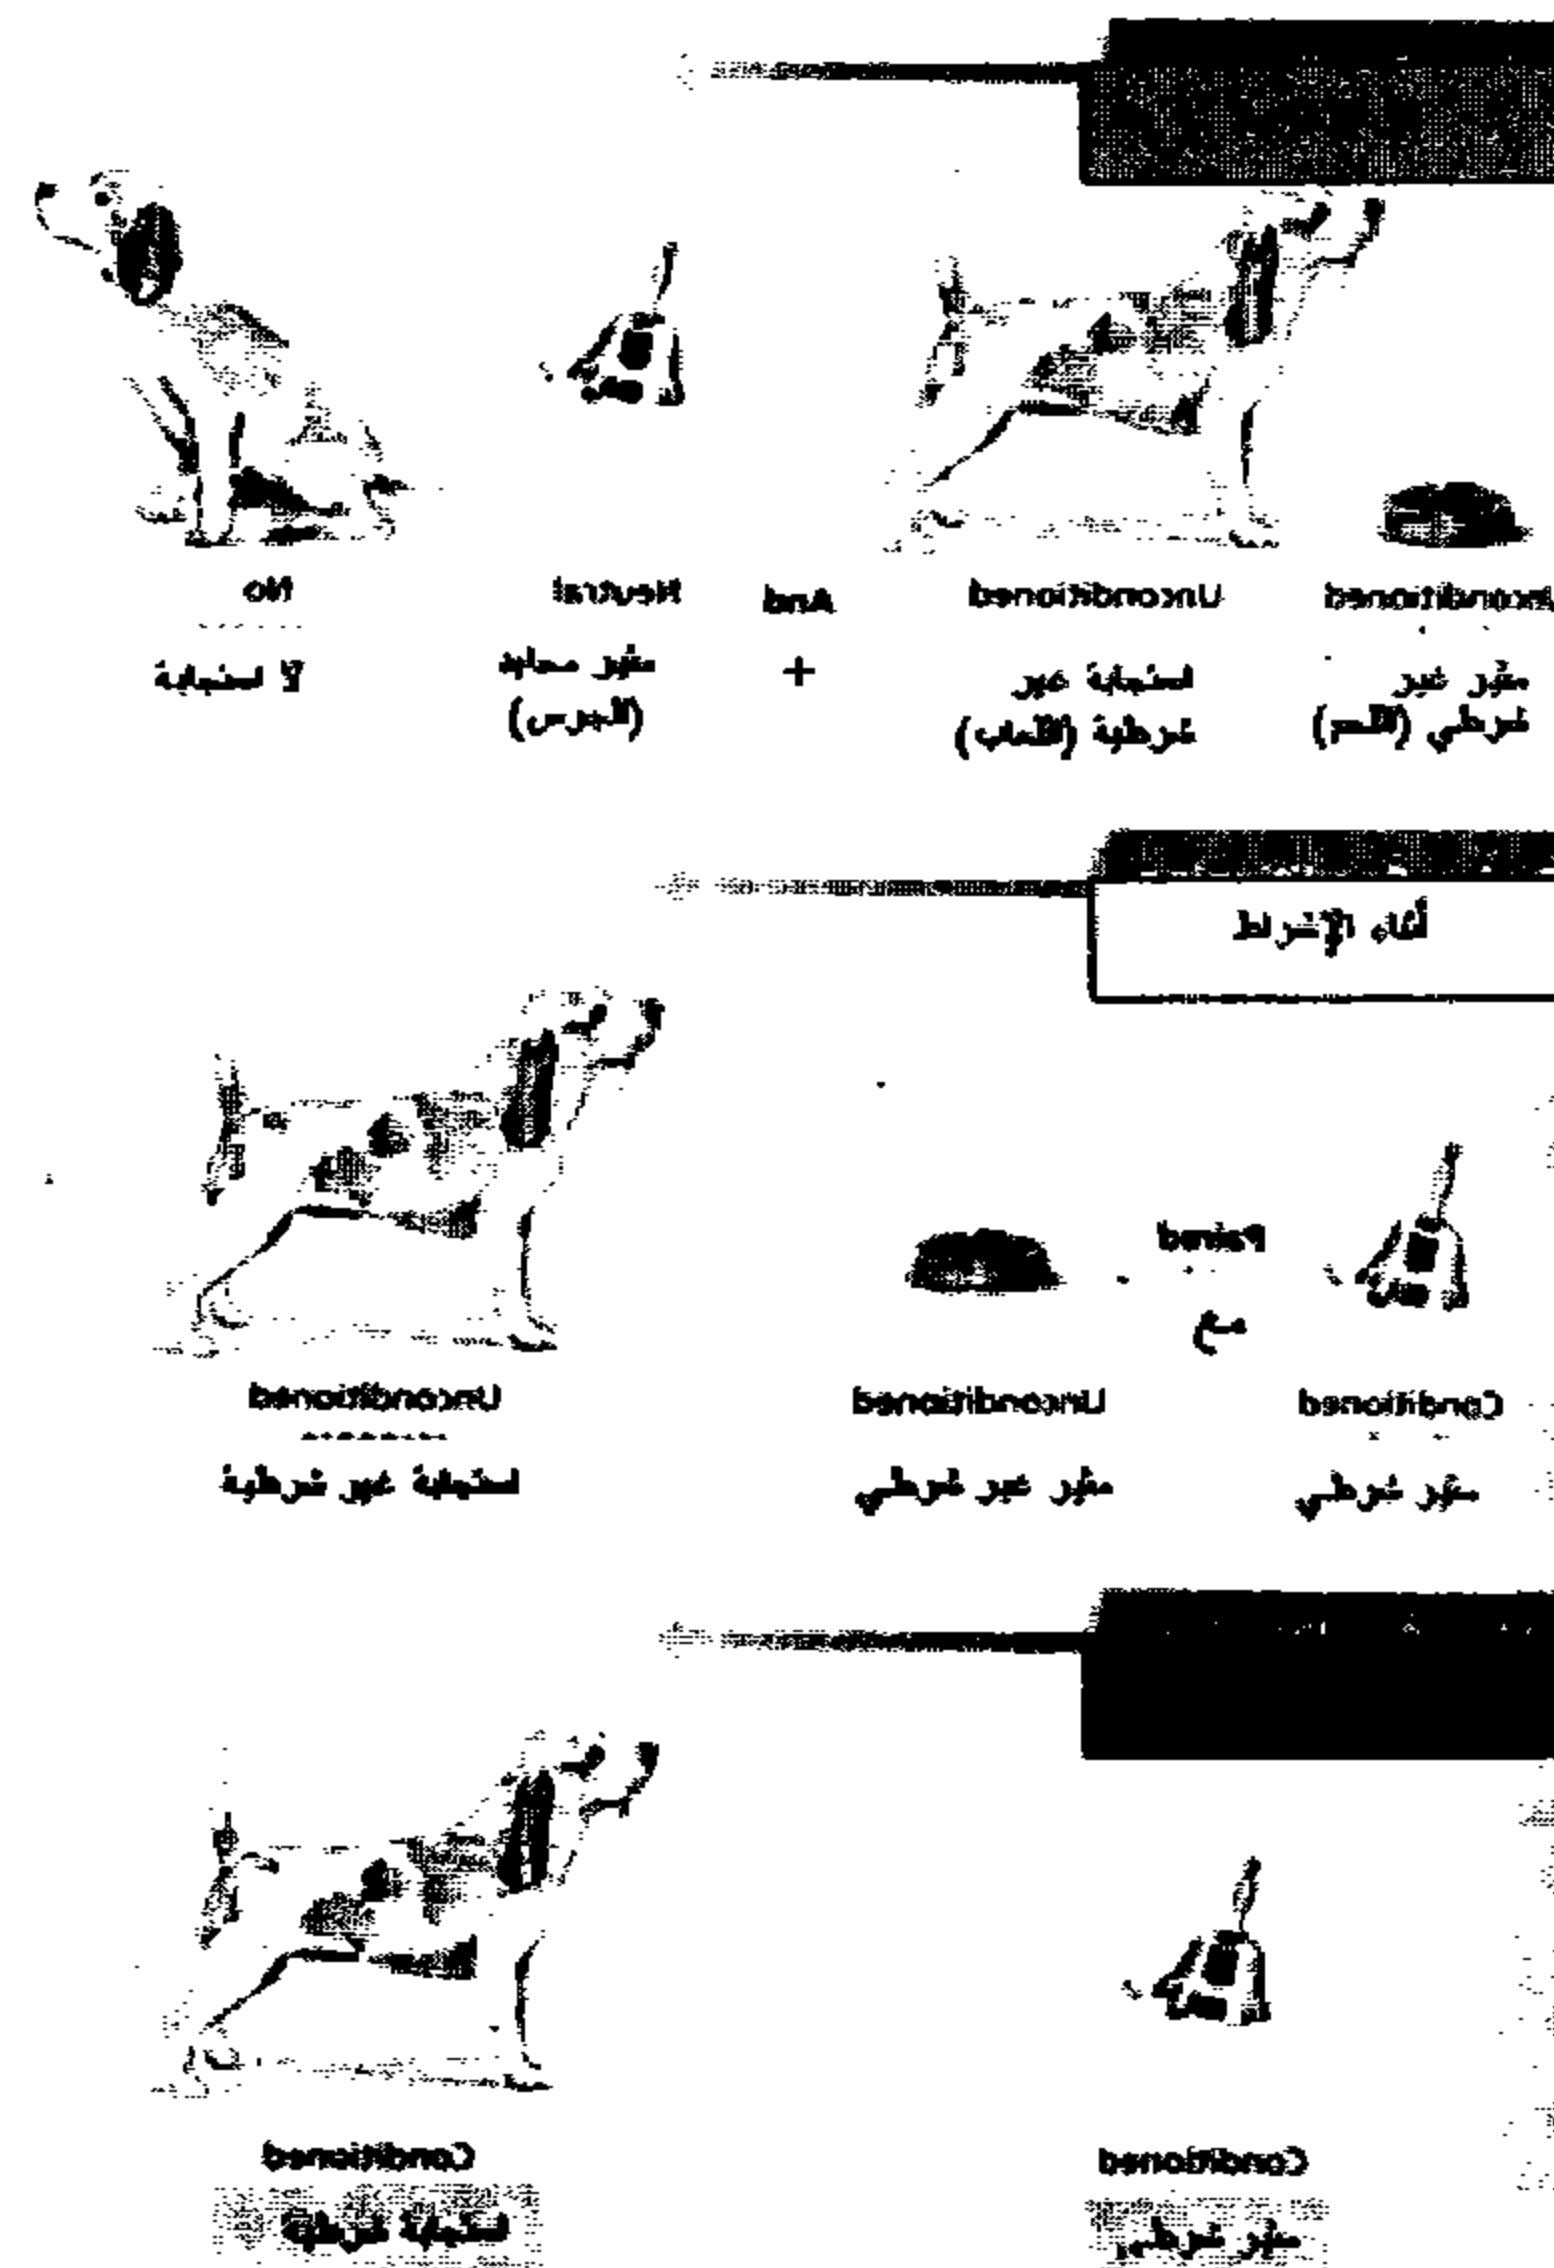 Unconditioned
مثير غير
شرطي (اللحم)
Unconditioned
استجابة غير
شرطية (اللعاب)
And
+
Neutral
مثير محايد
(الجرس)
No
لا استجابة
أثناء الإشراط
Conditioned
مثير شرطي
Paired
مع
Unconditioned
مثير غير شرطي
Unconditioned
استجابة غير شرطية
Conditioned
مثير شرطي
Conditioned
استجابة شرطية